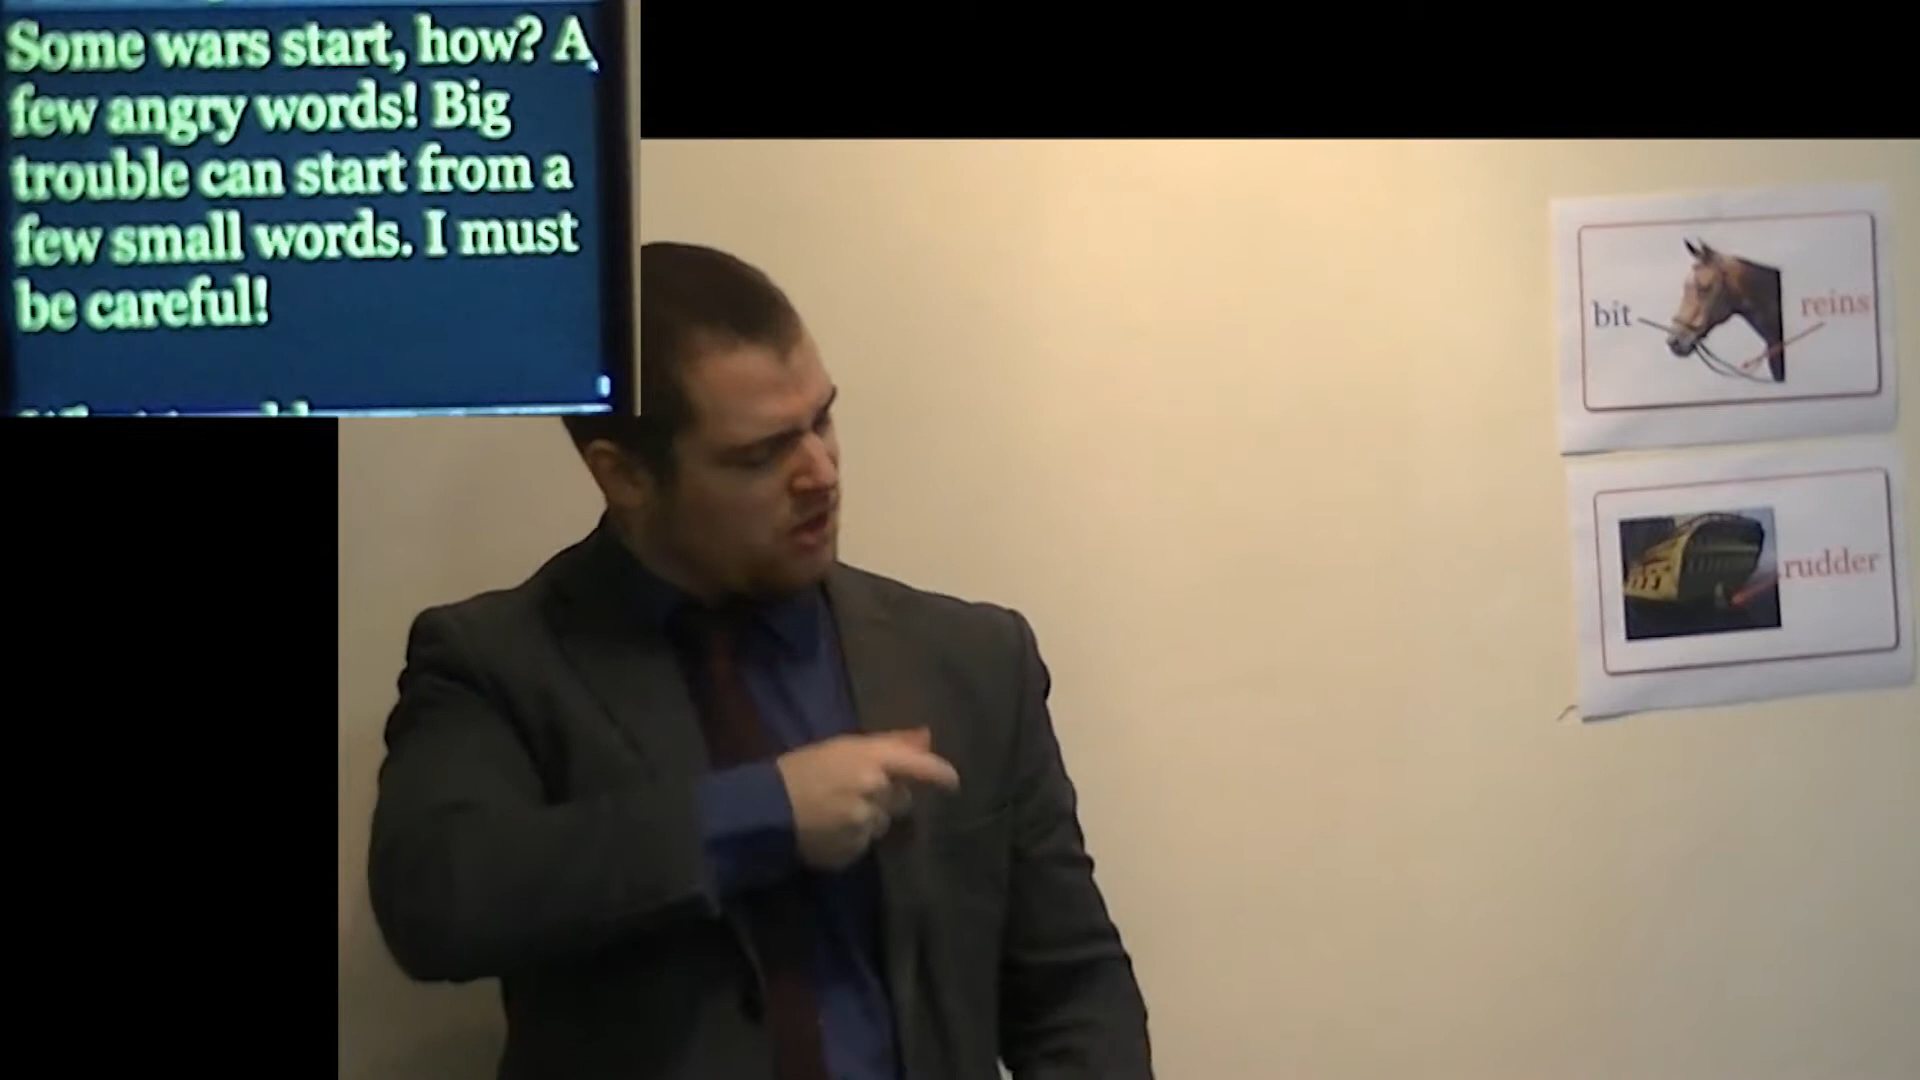 Some wars start, how? A
few angry words! Big
trouble can start from a
few small words. I must
be careful!
bit
reins
rudder